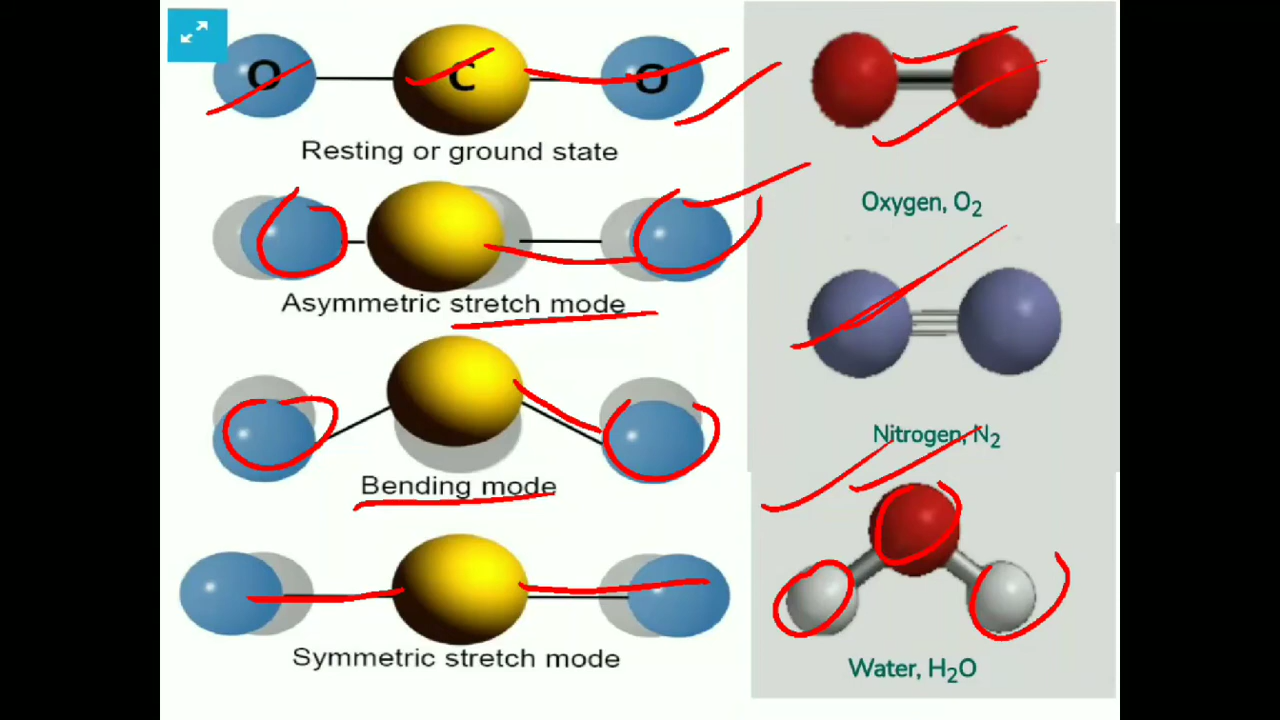 O C O
Resting or ground state
Asymmetric stretch mode
Bending mode
Symmetric stretch mode
Oxygen, O₂
Nitrogen, N₂
Water, H₂O